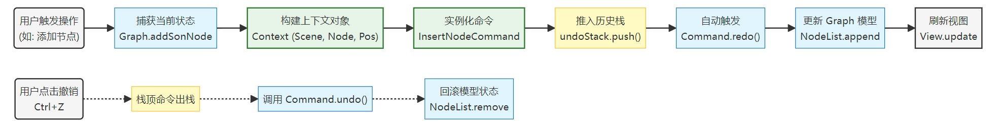 用户触发操作
(如: 添加节点)
捕获当前状态
Graph.addSonNode
构建上下文对象
Context (Scene, Node, Pos)
实例化命令
InsertNodeCommand
推入历史栈
undoStack.push()
自动触发
Command.redo()
更新 Graph 模型
NodeList.append
刷新视图
View.update
用户点击撤销
Ctrl+Z
栈顶命令出栈
调用 Command.undo()
回滚模型状态
NodeList.remove